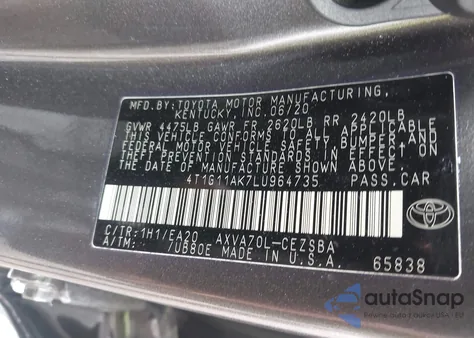 MFD.BY:TOYOTA MOTOR MANUFACTURING,
KENTUCKY,INC.06/20
GVWR 4475LB GAWR FR 2620LB RR 2420LB
THIS VEHICLE CONFORMS TO ALL APPLICABLE
FEDERAL MOTOR VEHICLE SAFETY, BUMPER, AND
THEFT PREVENTION STANDARDS IN EFFECT ON
THE DATE OF MANUFACTURE SHOWN ABOVE.
4T1G11AK7LU964735 PASS.CAR
C/TR:1H1/EA20 AXVA70L-CEZSBA
A/TM: /UB80E MADE IN U.S.A.
65838
TOYOTA
autoSnap